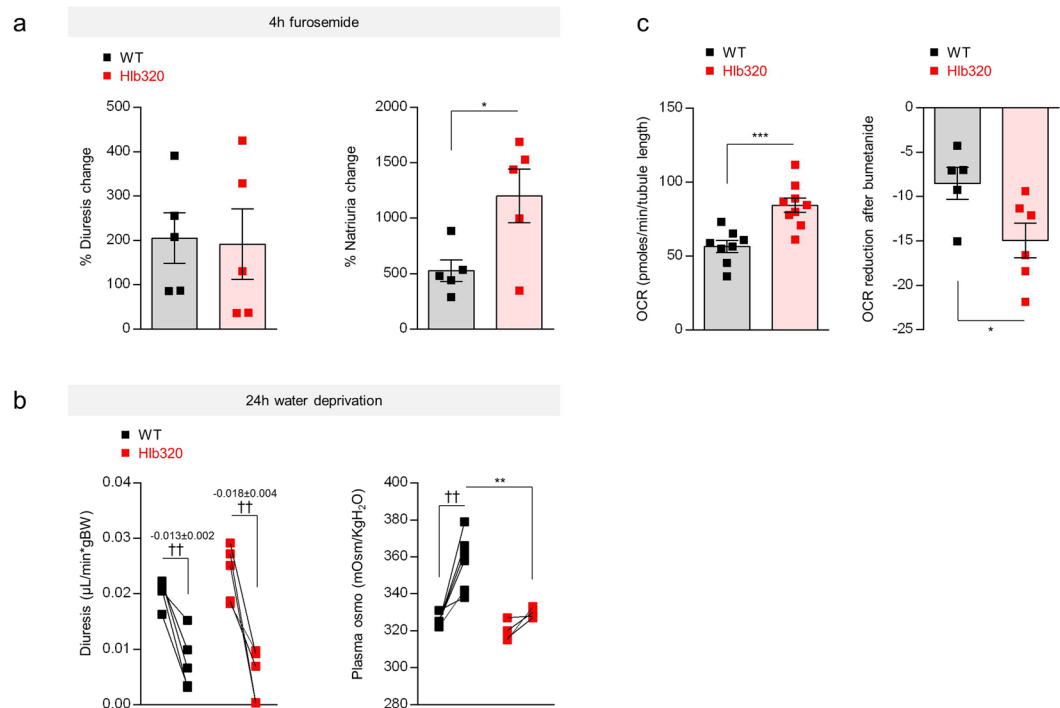 a
4h furosemide
WT
Hlb320
% Diuresis change
500
400
300
200
100
0
% Natriuria change
2000
1500
1000
500
0
*
c
WT
Hlb320
OCR (pmoles/min/tubule length)
150
100
50
0
***
WT
Hlb320
OCR reduction after bumetanide
0
-5
-10
-15
-20
-25
*
b
24h water deprivation
WT
Hlb320
Diuresis (µL/min*gBW)
0.04
0.03
0.02
0.01
0.00
-0.013±0.002
††
-0.018±0.004
††
Plasma osmo (mOsm/KgH₂O)
400
380
360
340
320
300
280
††
**